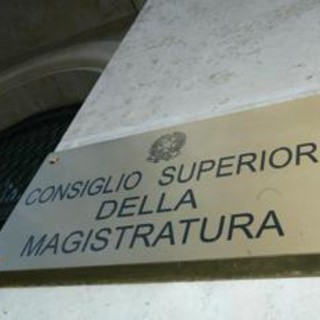 CONSIGLIO SUPERIOR
DELLA
MAGISTRATURA